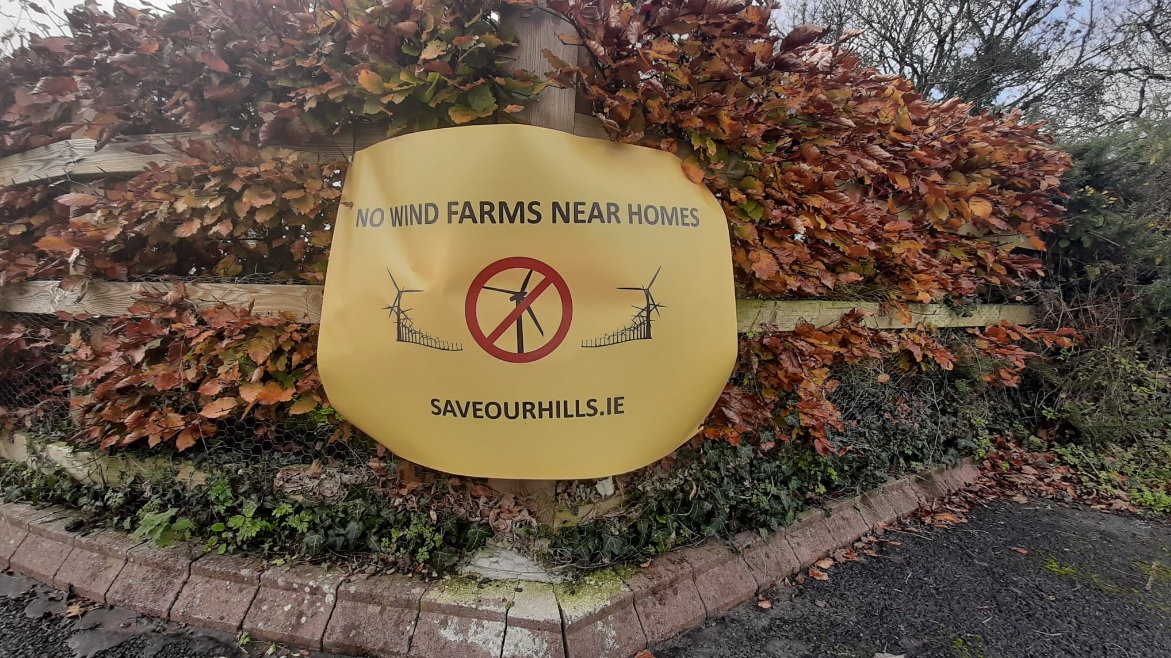 NO WIND FARMS NEAR HOMES
SAVEOURHILLS.IE